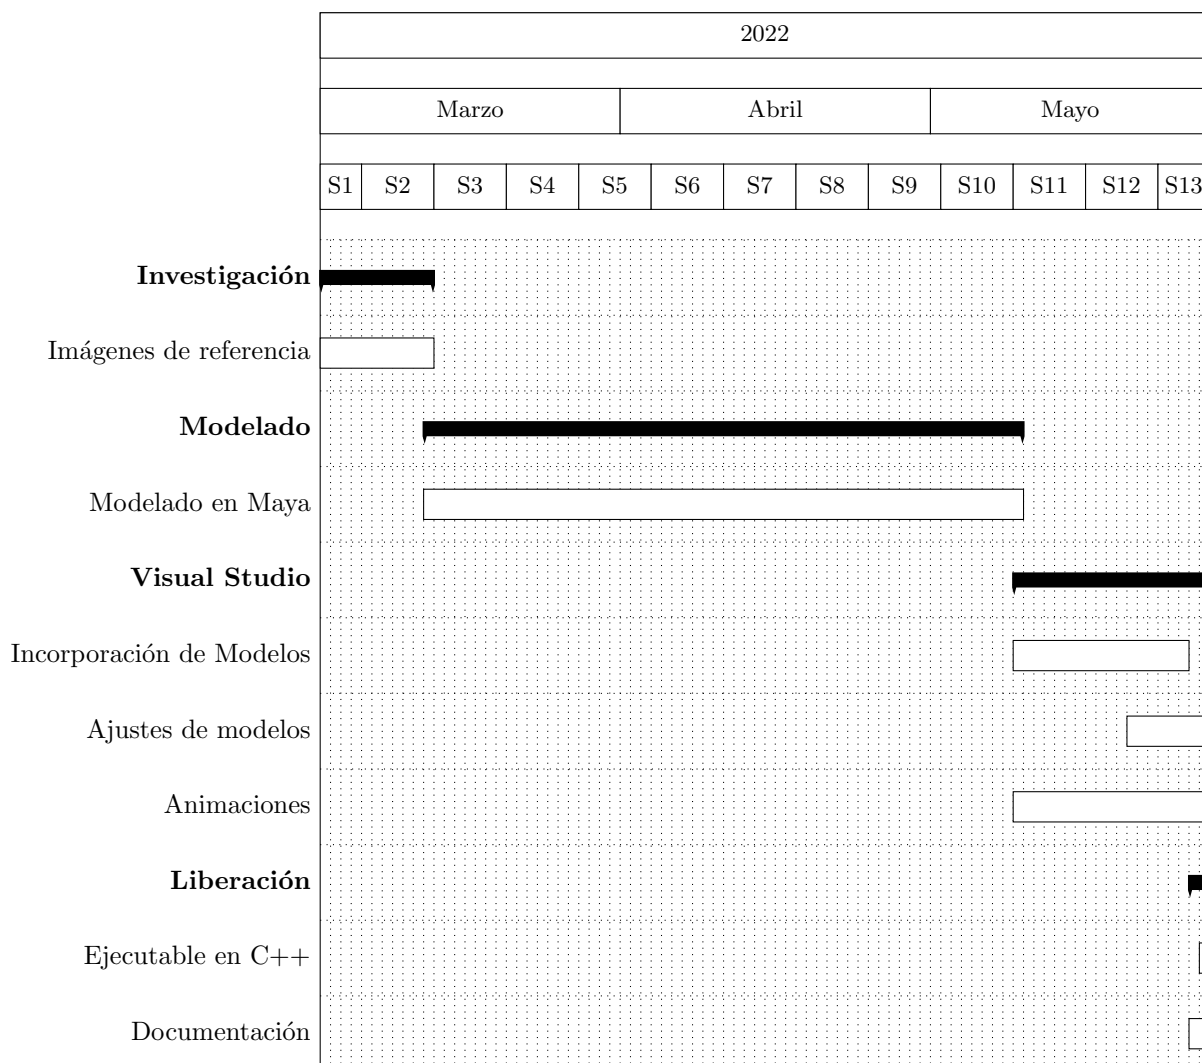 2022
Marzo Abril Mayo
S1 S2 S3 S4 S5 S6 S7 S8 S9 S10 S11 S12 S13
Investigación
Imágenes de referencia
Modelado
Modelado en Maya
Visual Studio
Incorporación de Modelos
Ajustes de modelos
Animaciones
Liberación
Ejecutable en C++
Documentación